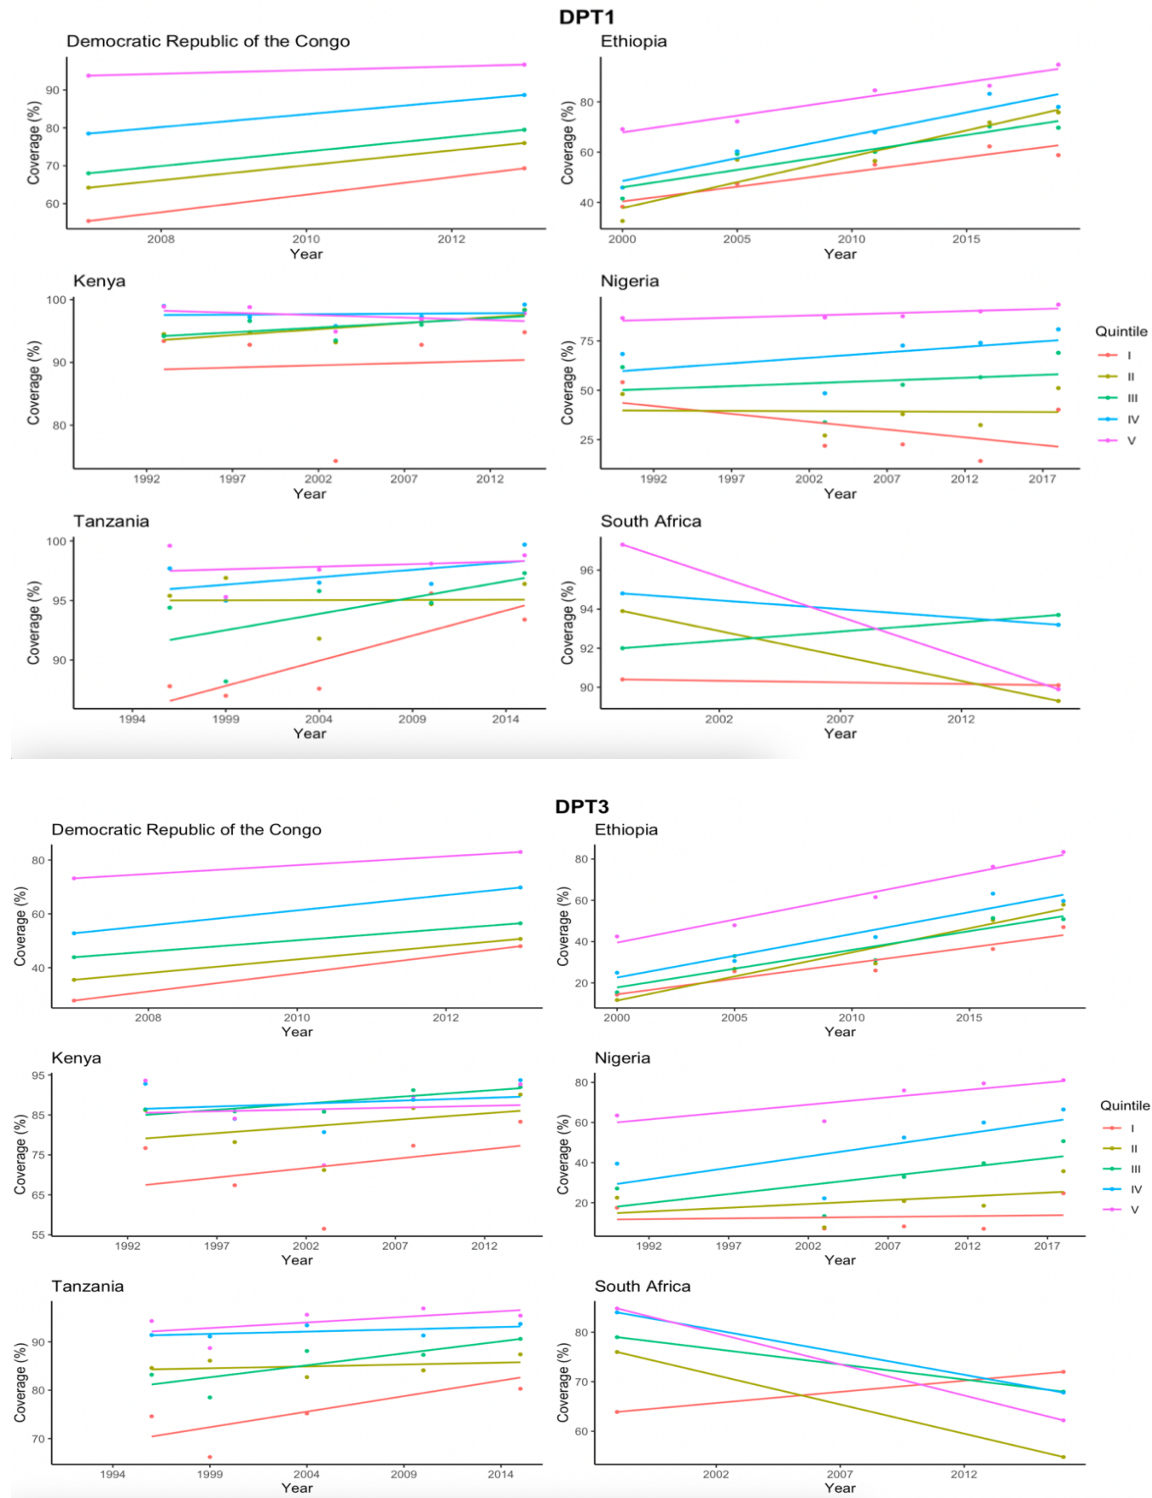 DPT1
Democratic Republic of the Congo
Coverage (%)
90
80
70
60
2008 2010 2012
Year
Ethiopia
Coverage (%)
80
60
40
2000 2005 2010 2015
Year
Kenya
Coverage (%)
100
90
80
1992 1997 2002 2007 2012
Year
Nigeria
Coverage (%)
75
50
25
1992 1997 2002 2007 2012 2017
Year
Quintile
I
II
III
IV
V
Tanzania
Coverage (%)
100
95
90
1994 1999 2004 2009 2014
Year
South Africa
Coverage (%)
96
94
92
90
2002 2007 2012
Year
DPT3
Democratic Republic of the Congo
Coverage (%)
80
60
40
2008 2010 2012
Year
Ethiopia
Coverage (%)
80
60
40
20
2000 2005 2010 2015
Year
Kenya
Coverage (%)
95
85
75
65
55
1992 1997 2002 2007 2012
Year
Nigeria
Coverage (%)
80
60
40
20
1992 1997 2002 2007 2012 2017
Year
Quintile
I
II
III
IV
V
Tanzania
Coverage (%)
90
80
70
1994 1999 2004 2009 2014
Year
South Africa
Coverage (%)
80
70
60
2002 2007 2012
Year